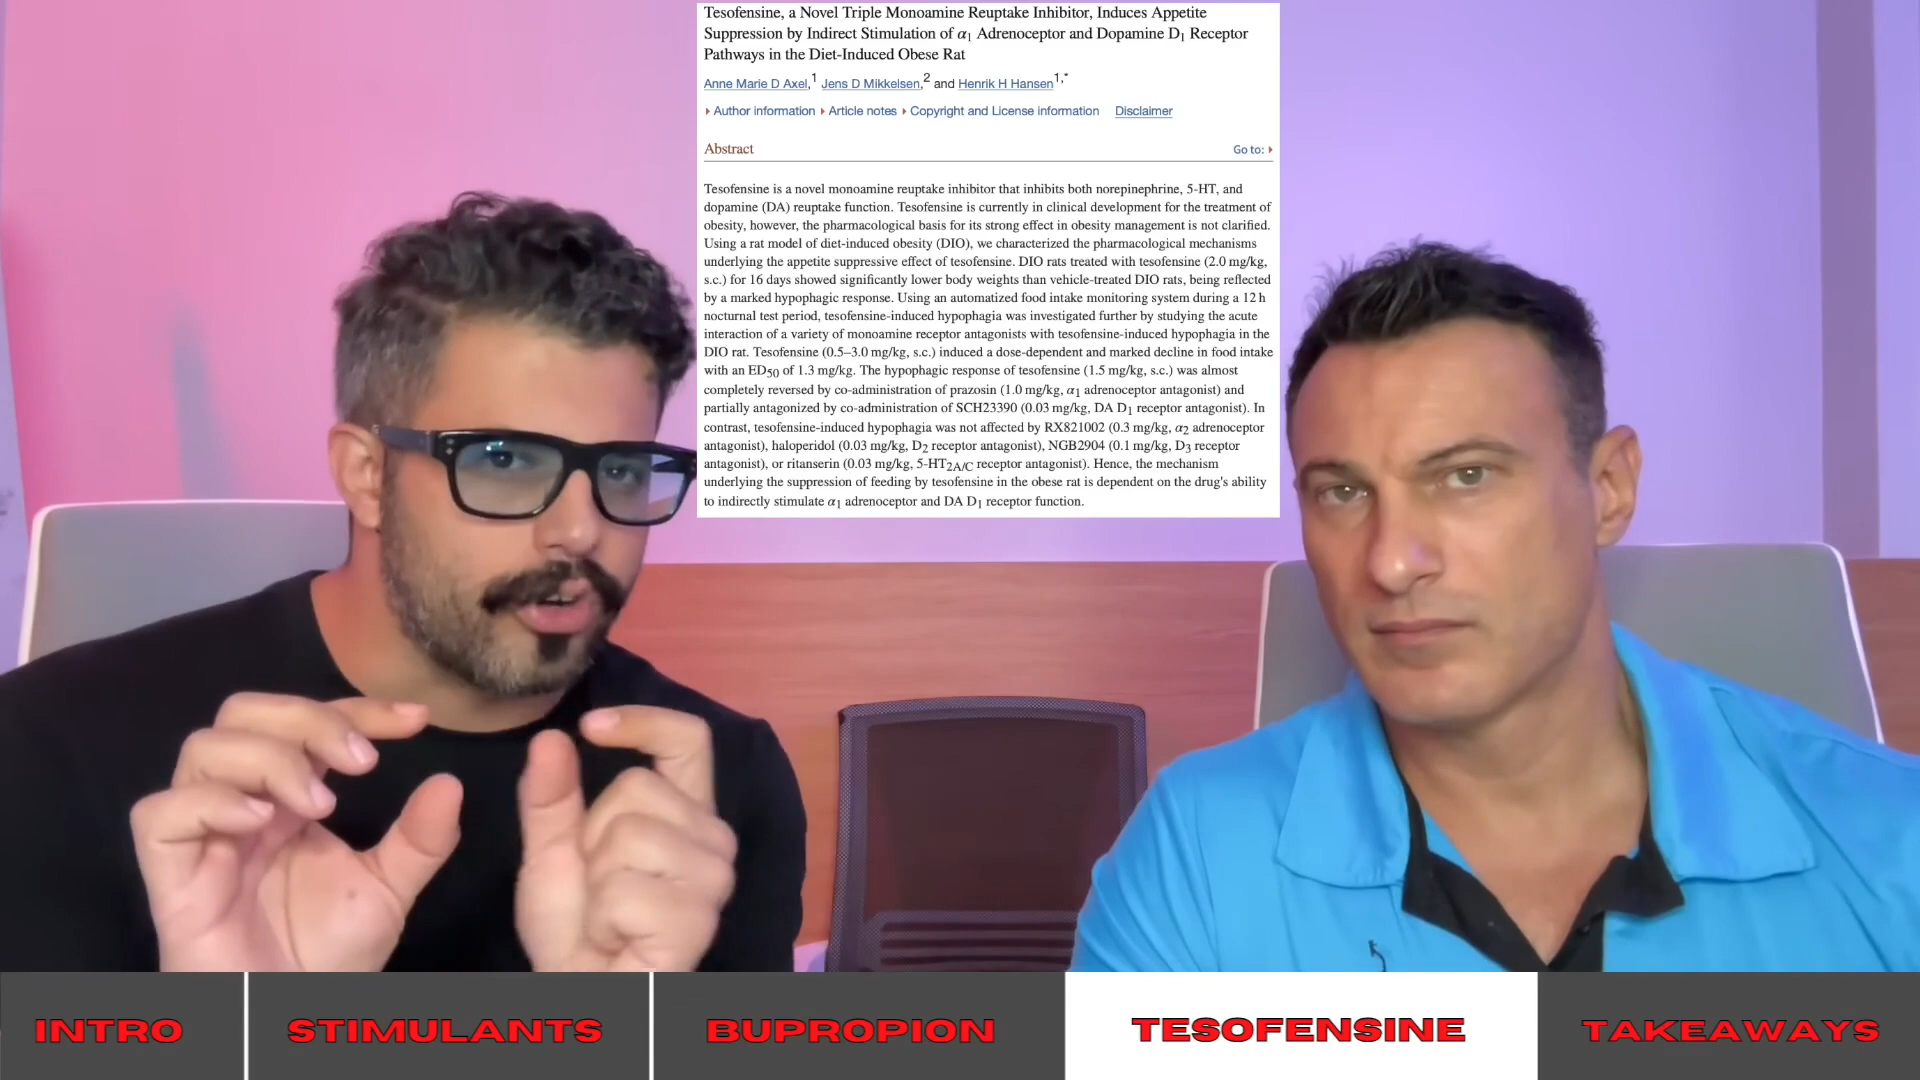 Tesofensine, a Novel Triple Monoamine Reuptake Inhibitor, Induces Appetite
Suppression by Indirect Stimulation of α1 Adrenoceptor and Dopamine D1 Receptor
Pathways in the Diet-Induced Obese Rat
Anne Marie D Axel,1 Jens D Mikkelsen,2 and Henrik H Hansen1,*
Author information Article notes Copyright and License information Disclaimer
Abstract Go to:
Tesofensine is a novel monoamine reuptake inhibitor that inhibits both norepinephrine, 5-HT, and
dopamine (DA) reuptake function. Tesofensine is currently in clinical development for the treatment of
obesity, however, the pharmacological basis for its strong effect in obesity management is not clarified.
Using a rat model of diet-induced obesity (DIO), we characterized the pharmacological mechanisms
underlying the appetite suppressive effect of tesofensine. DIO rats treated with tesofensine (2.0 mg/kg,
s.c.) for 16 days showed significantly lower body weights than vehicle-treated DIO rats, being reflected
by a marked hypophagic response. Using an automatized food intake monitoring system during a 12 h
nocturnal test period, tesofensine-induced hypophagia was investigated further by studying the acute
interaction of a variety of monoamine receptor antagonists with tesofensine-induced hypophagia in the
DIO rat. Tesofensine (0.5–3.0 mg/kg, s.c.) induced a dose-dependent and marked decline in food intake
with an ED50 of 1.3 mg/kg. The hypophagic response of tesofensine (1.5 mg/kg, s.c.) was almost
completely reversed by co-administration of prazosin (1.0 mg/kg, α1 adrenoceptor antagonist) and
partially antagonized by co-administration of SCH23390 (0.03 mg/kg, DA D1 receptor antagonist). In
contrast, tesofensine-induced hypophagia was not affected by RX821002 (0.3 mg/kg, α2 adrenoceptor
antagonist), haloperidol (0.03 mg/kg, D2 receptor antagonist), NGB2904 (0.1 mg/kg, D3 receptor
antagonist), or ritanserin (0.03 mg/kg, 5-HT2A/C receptor antagonist). Hence, the mechanism
underlying the suppression of feeding by tesofensine in the obese rat is dependent on the drug's ability
to indirectly stimulate α1 adrenoceptor and DA D1 receptor function.
INTRO STIMULANTS BUPROPION TESOFENSINE TAKEAWAYS